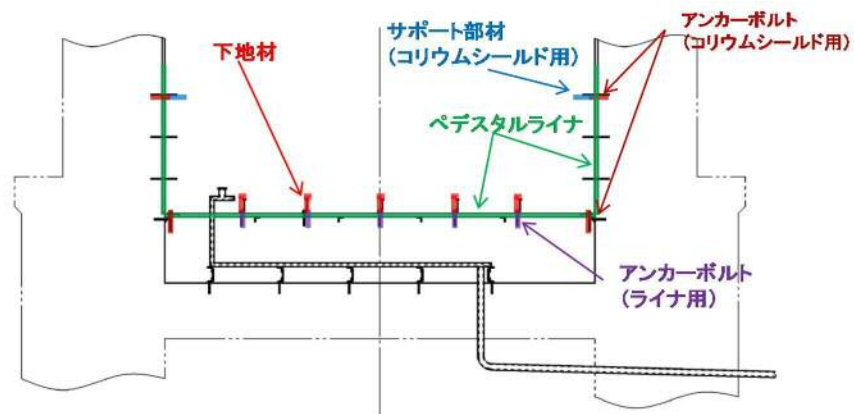 下地材
サポート部材
(コリウムシールド用)
アンカーボルト
(コリウムシールド用)
ペデスタルライナ
アンカーボルト
(ライナ用)